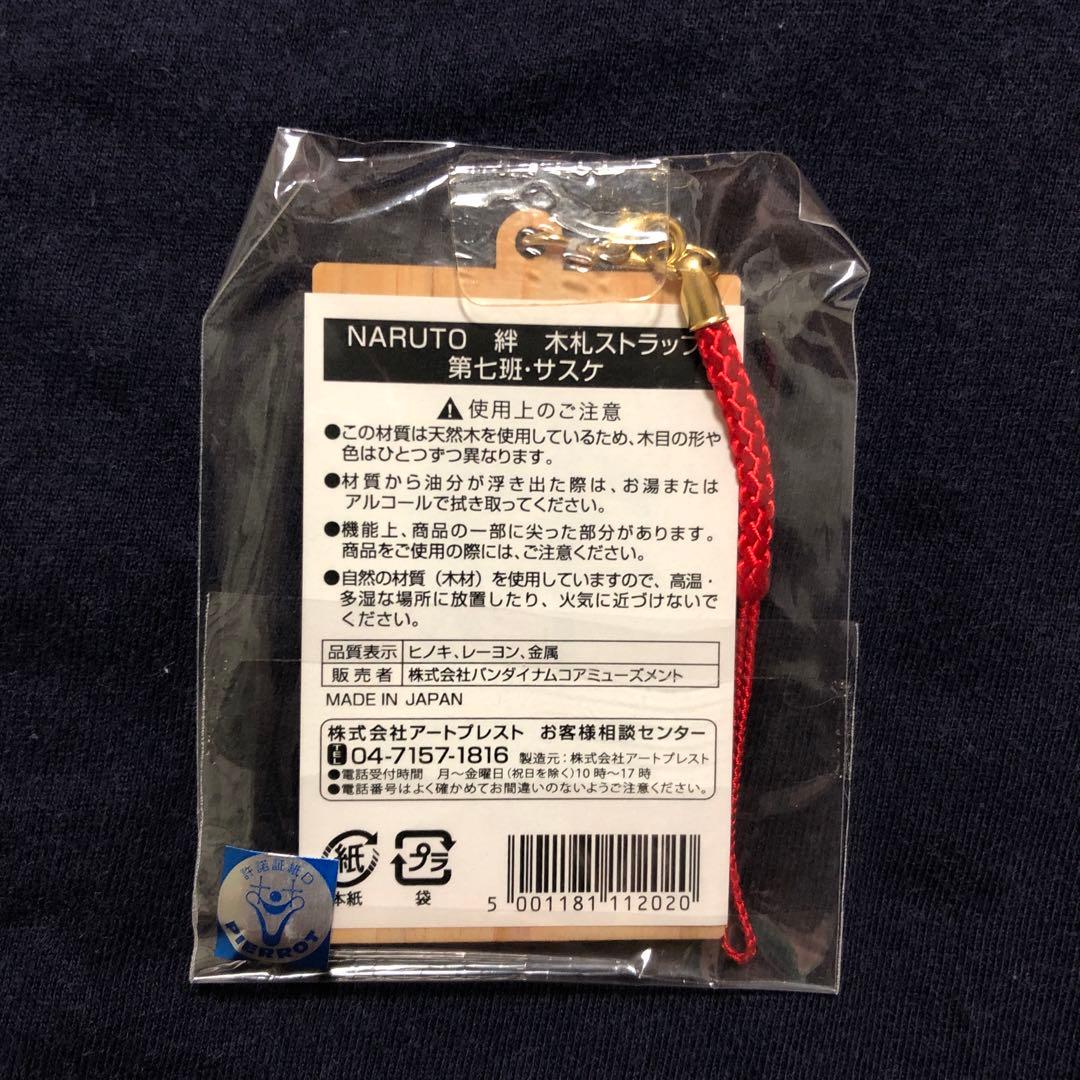 NARUTO 絆 木札ストラップ
第七班・サスケ
使用上のご注意
●この材質は天然木を使用しているため、木目の形や
色はひとつずつ異なります。
●材質から油分が浮き出た際は、お湯または
アルコールで拭き取ってください。
●機能上、商品の一部に尖った部分があります。
商品をご使用の際には、ご注意ください。
●自然の材質（木材）を使用していますので、高温・
多湿な場所に放置したり、火気に近づけないで
ください。
品質表示 ヒノキ、レーヨン、金属
販売者 株式会社バンダイナムコアミューズメント
MADE IN JAPAN
株式会社アートプレスト お客様相談センター
TEL 04-7157-1816 製造元：株式会社アートプレスト
●電話受付時間 月～金曜日(祝日を除く)10時～17時
●電話番号はよく確かめてお間違いのないようご注意ください。
紙
本紙
プラ
袋
5 001181 112020
許諾証紙D
PIERROT